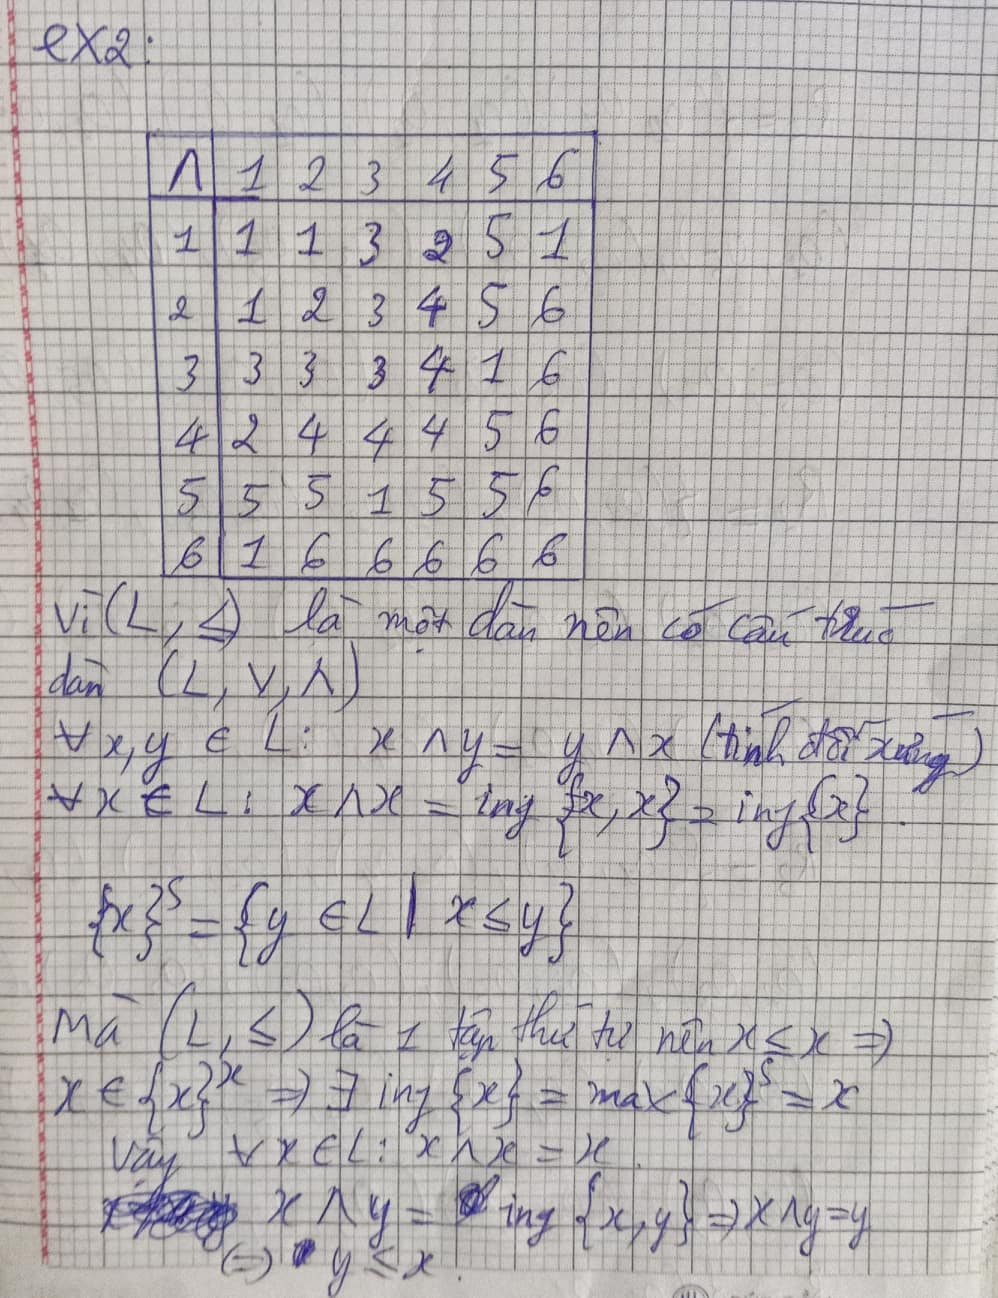 ex2:
∧ 1 2 3 4 5 6
1 1 1 3 2 5 1
2 1 2 3 4 5 6
3 3 3 3 4 1 6
4 2 4 4 4 5 6
5 5 5 1 5 5 6
6 1 6 6 6 6 6
Vì (L, ≤) là một dàn nên có cấu trúc
dàn (L, ∨, ∧)
∀x,y ∈ L: x ∧ y = y ∧ x (tính đối xứng)
∀x ∈ L: x ∧ x = inf {x, x} = inf {x}.
{x}ˢ = {y ∈ L | x ≤ y}
Mà (L, ≤) là 1 tập thứ tự nên x ≤ x ⇒
x ∈ {x}ˣ ⇒ ∃ inf {x} = max {x}ˢ = x
Vậy ∀x ∈ L: x ∧ x = x.
x ∧ y = inf {x, y} ⇒ x ∧ y = y
(=) y ≤ x.